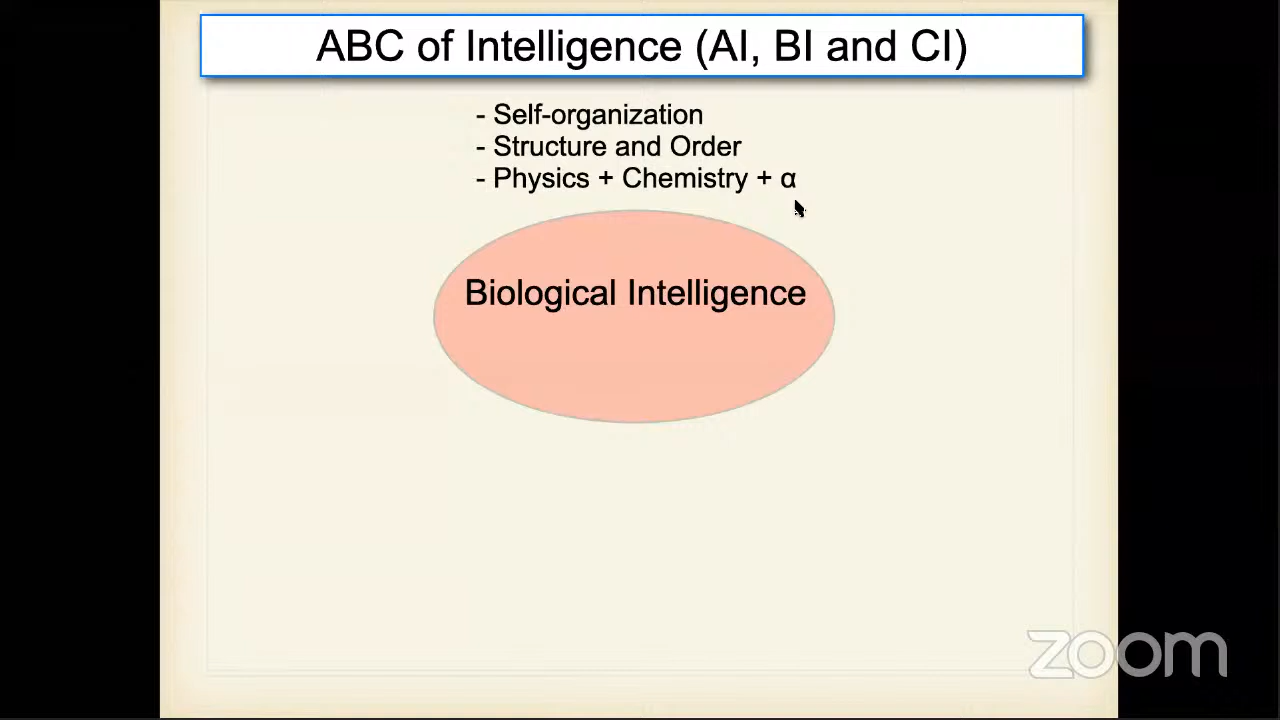 ABC of Intelligence (AI, BI and CI)
- Self-organization
- Structure and Order
- Physics + Chemistry + α
Biological Intelligence
zoom